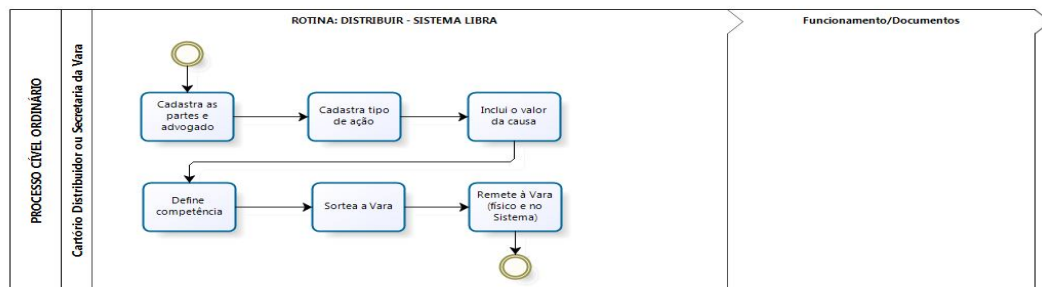 ROTINA: DISTRIBUIR - SISTEMA LIBRA
Funcionamento/Documentos
PROCESSO CÍVEL ORDINÁRIO
Cartório Distribuidor ou Secretaria da Vara
Cadastra as
partes e
advogado
Cadastra tipo
de ação
Inclui o valor
da causa
Define
competência
Sortea a Vara
Remete à Vara
(físico e no
Sistema)